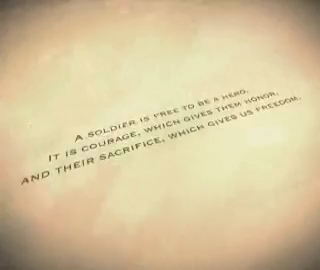 A SOLDIER IS FREE TO BE A HERO.
IT IS COURAGE, WHICH GIVES THEM HONOR,
AND THEIR SACRIFICE, WHICH GIVES US FREEDOM.